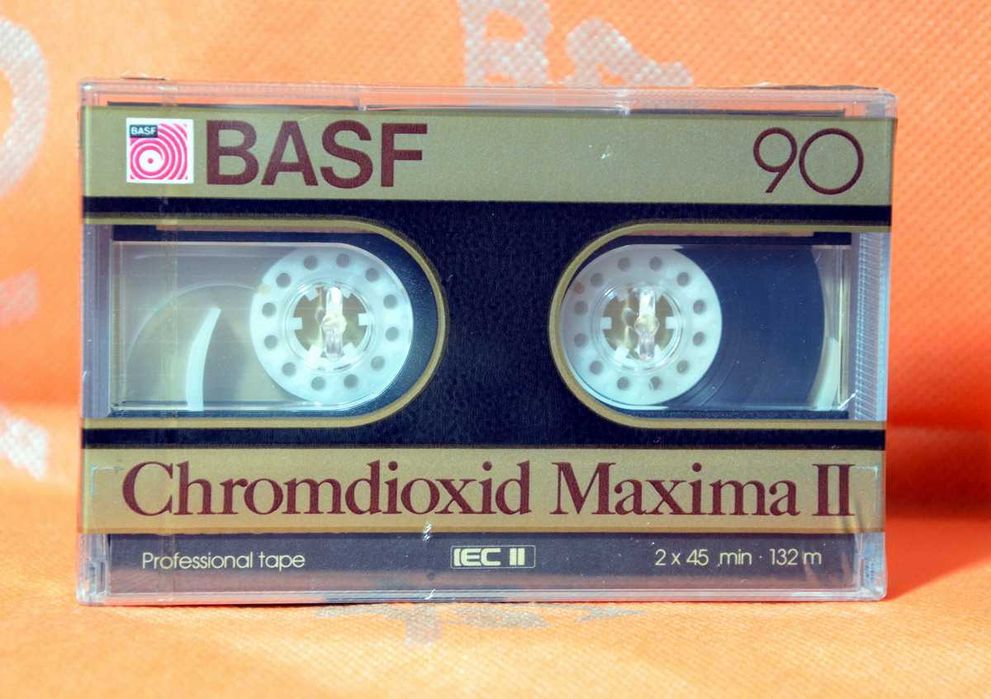 BASF
BASF 90
Chromdioxid Maxima II
Professional tape IEC II 2 x 45 min · 132 m